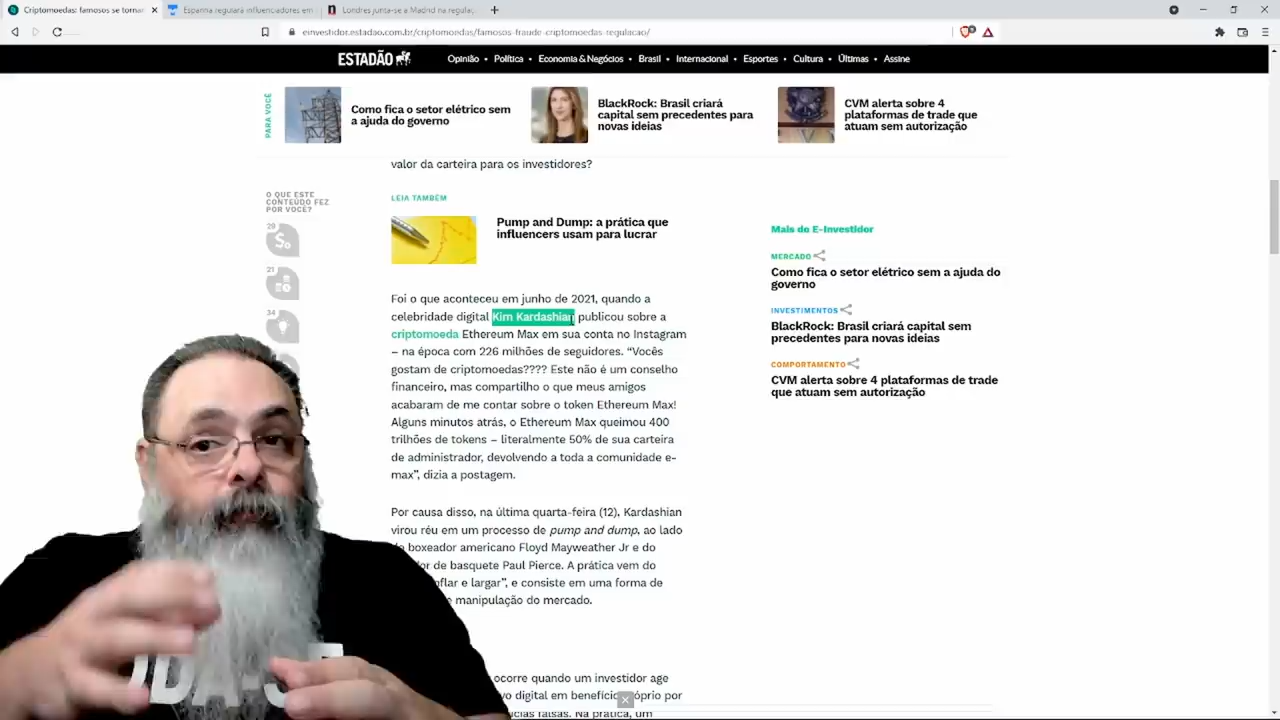 Criptomoedas: famosos se tornar
Espanha regulará influenciadores em
Londres junta-se a Madrid na regulaç
einvestidor.estadao.com.br/criptomoedas/famosos-fraude-criptomoedas-regulacao/
ESTADÃO
Opinião • Política • Economia & Negócios • Brasil • Internacional • Esportes • Cultura • Últimas • Assine
PARA VOCÊ
Como fica o setor elétrico sem
a ajuda do governo
BlackRock: Brasil criará
capital sem precedentes para
novas ideias
CVM alerta sobre 4
plataformas de trade que
atuam sem autorização
valor da carteira para os investidores?
O QUE ESTE
CONTEÚDO FEZ
POR VOCÊ?
29
21
34
LEIA TAMBÉM
Pump and Dump: a prática que
influencers usam para lucrar
Foi o que aconteceu em junho de 2021, quando a
celebridade digital Kim Kardashian publicou sobre a
criptomoeda Ethereum Max em sua conta no Instagram
– na época com 226 milhões de seguidores. “Vocês
gostam de criptomoedas???? Este não é um conselho
financeiro, mas compartilho o que meus amigos
acabaram de me contar sobre o token Ethereum Max!
Alguns minutos atrás, o Ethereum Max queimou 400
trilhões de tokens – literalmente 50% de sua carteira
de administrador, devolvendo a toda a comunidade e-
max”, dizia a postagem.
Por causa disso, na última quarta-feira (12), Kardashian
virou réu em um processo de pump and dump, ao lado
boxeador americano Floyd Mayweather Jr e do
de basquete Paul Pierce. A prática vem do
e largar”, e consiste em uma forma de
manipulação do mercado.
ocorre quando um investidor age
digital em benefício próprio por
falsas. Na prática, um
Mais do E-Investidor
MERCADO
Como fica o setor elétrico sem a ajuda do
governo
INVESTIMENTOS
BlackRock: Brasil criará capital sem
precedentes para novas ideias
COMPORTAMENTO
CVM alerta sobre 4 plataformas de trade
que atuam sem autorização